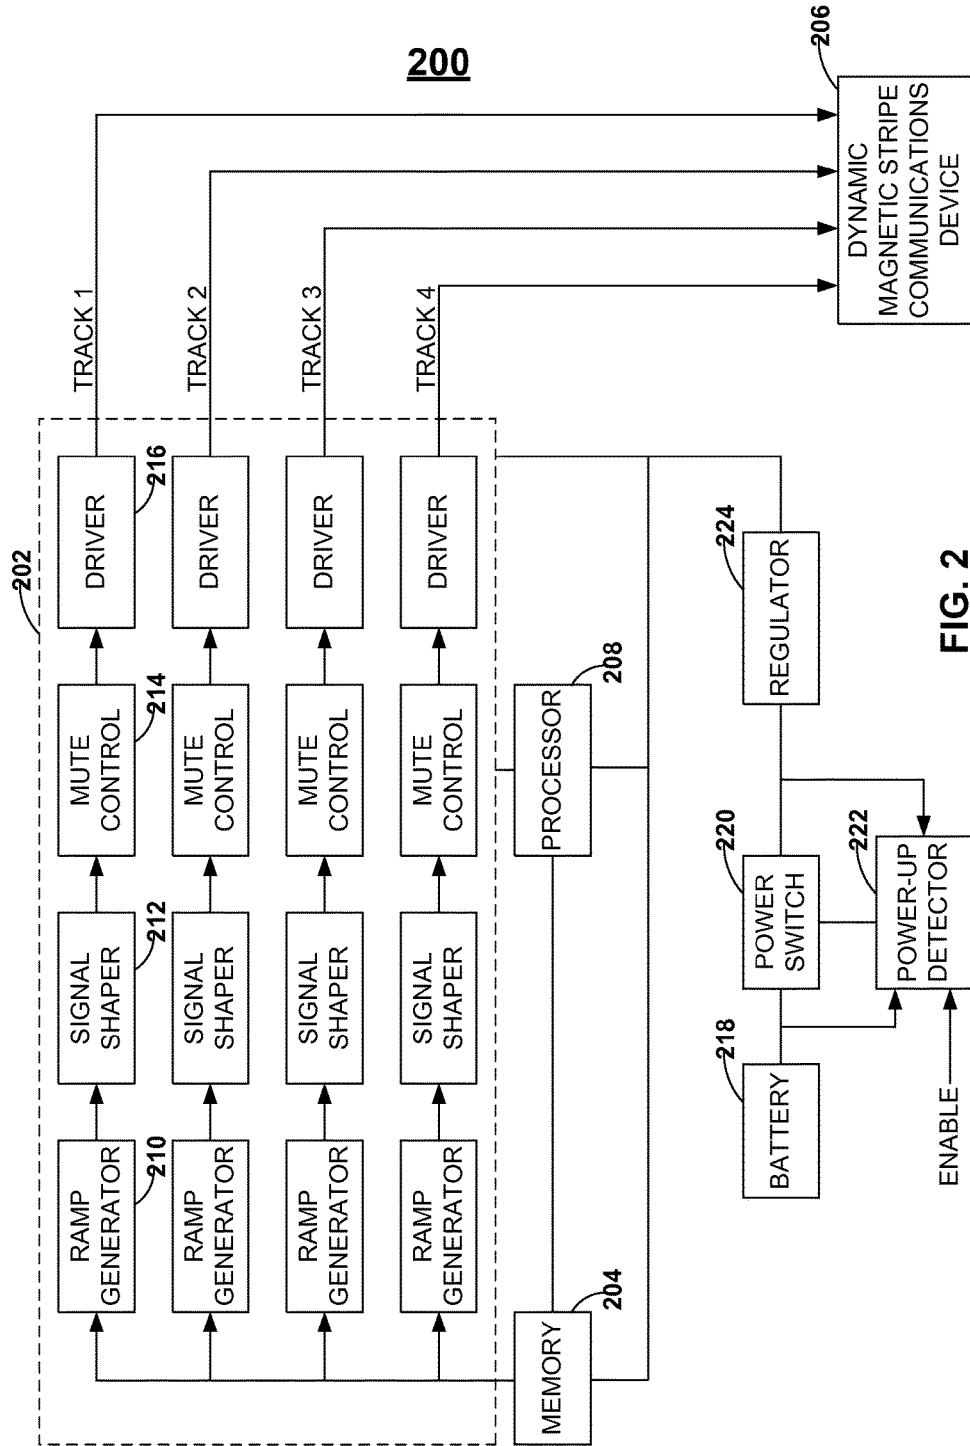 200
202
RAMP
GENERATOR
210
SIGNAL
SHAPER
212
MUTE
CONTROL
214
DRIVER
216
TRACK 1
RAMP
GENERATOR
SIGNAL
SHAPER
MUTE
CONTROL
DRIVER
TRACK 2
RAMP
GENERATOR
SIGNAL
SHAPER
MUTE
CONTROL
DRIVER
TRACK 3
RAMP
GENERATOR
SIGNAL
SHAPER
MUTE
CONTROL
DRIVER
TRACK 4
MEMORY
204
PROCESSOR
208
BATTERY
218
POWER
SWITCH
220
REGULATOR
224
ENABLE
POWER-UP
DETECTOR
222
DYNAMIC
MAGNETIC STRIPE
COMMUNICATIONS
DEVICE
206
FIG. 2